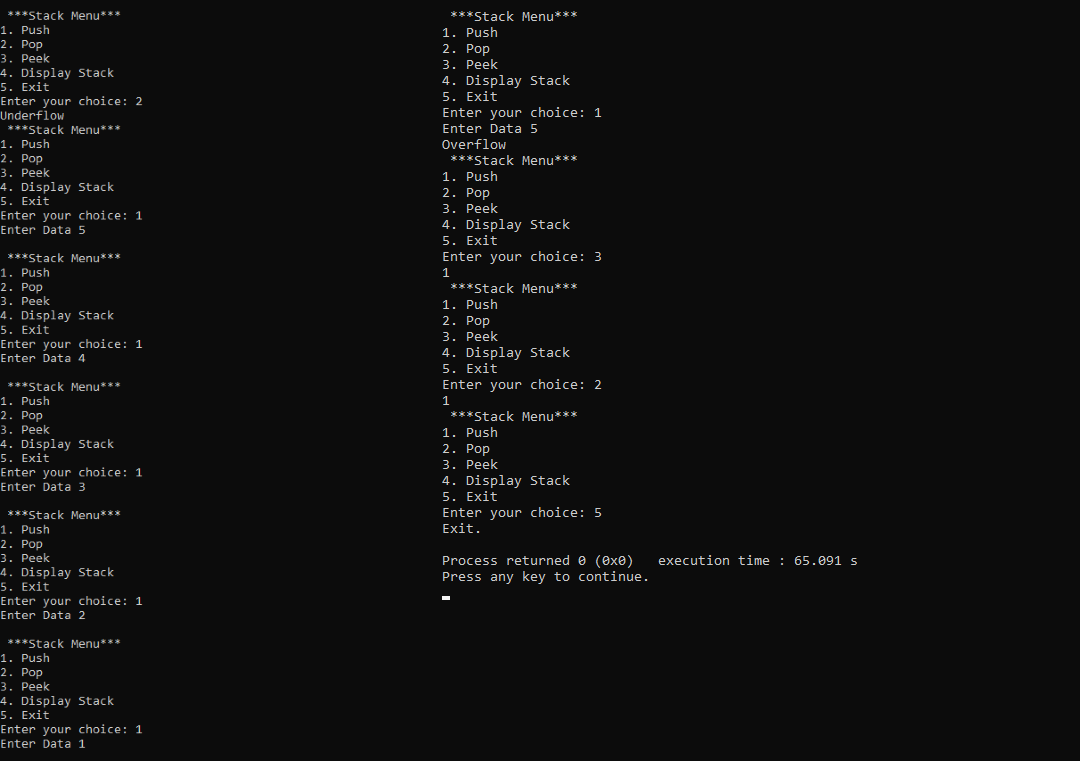 ***Stack Menu***
1. Push
2. Pop
3. Peek
4. Display Stack
5. Exit
Enter your choice: 2
Underflow
***Stack Menu***
1. Push
2. Pop
3. Peek
4. Display Stack
5. Exit
Enter your choice: 1
Enter Data 5
***Stack Menu***
1. Push
2. Pop
3. Peek
4. Display Stack
5. Exit
Enter your choice: 1
Enter Data 4
***Stack Menu***
1. Push
2. Pop
3. Peek
4. Display Stack
5. Exit
Enter your choice: 1
Enter Data 3
***Stack Menu***
1. Push
2. Pop
3. Peek
4. Display Stack
5. Exit
Enter your choice: 1
Enter Data 2
***Stack Menu***
1. Push
2. Pop
3. Peek
4. Display Stack
5. Exit
Enter your choice: 1
Enter Data 1
***Stack Menu***
1. Push
2. Pop
3. Peek
4. Display Stack
5. Exit
Enter your choice: 1
Enter Data 5
Overflow
***Stack Menu***
1. Push
2. Pop
3. Peek
4. Display Stack
5. Exit
Enter your choice: 3
1
***Stack Menu***
1. Push
2. Pop
3. Peek
4. Display Stack
5. Exit
Enter your choice: 2
1
***Stack Menu***
1. Push
2. Pop
3. Peek
4. Display Stack
5. Exit
Enter your choice: 5
Exit.
Process returned 0 (0x0)   execution time : 65.091 s
Press any key to continue.